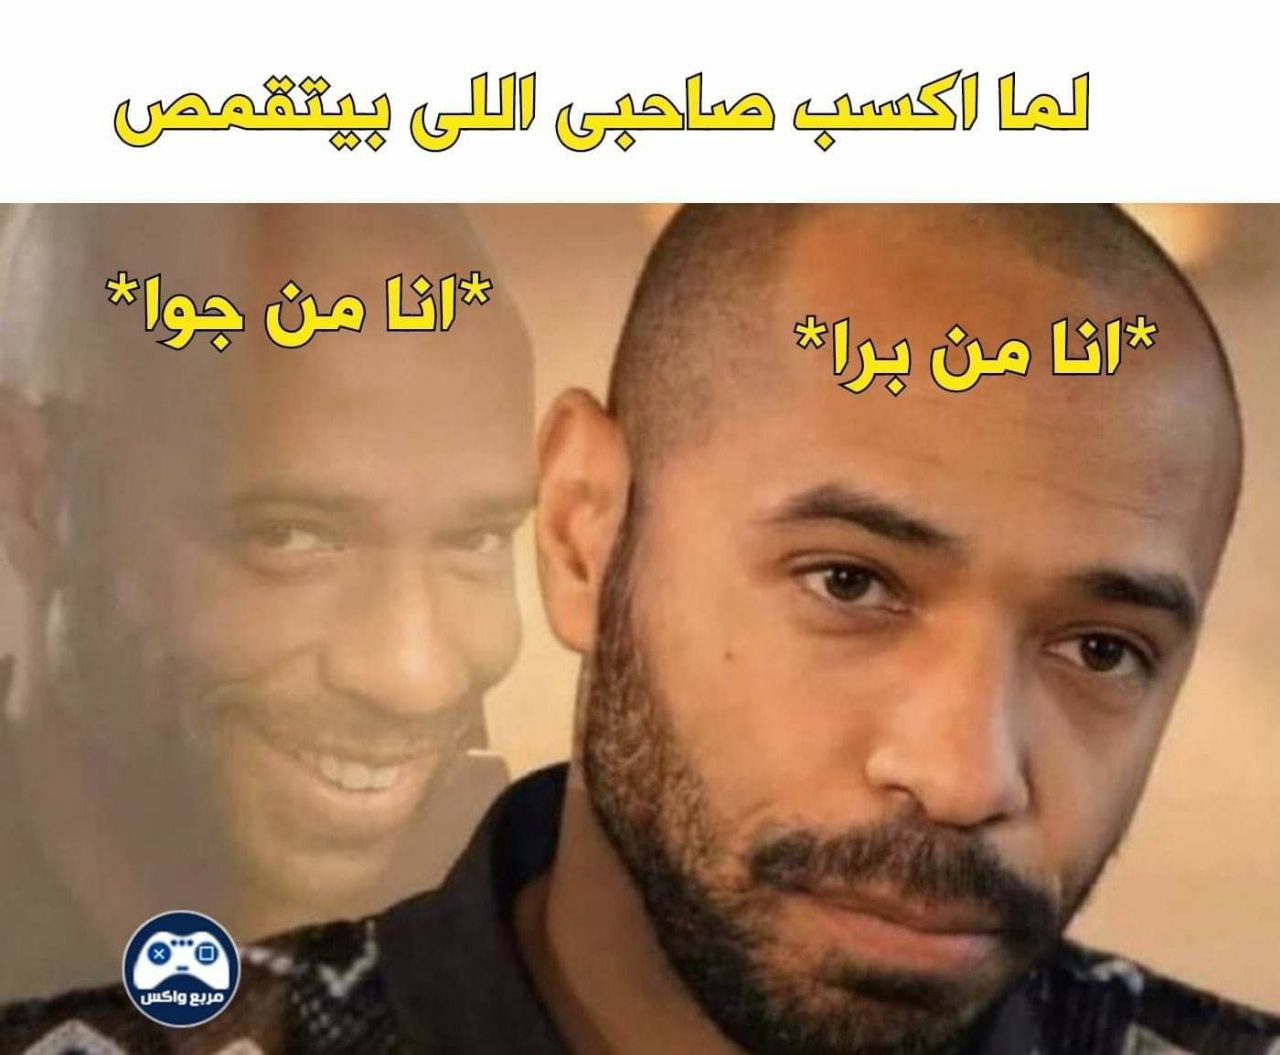 لما اكسب صاحبى اللى بيتقمص
*انا من برا*
*انا من جوا*
مربع واكس